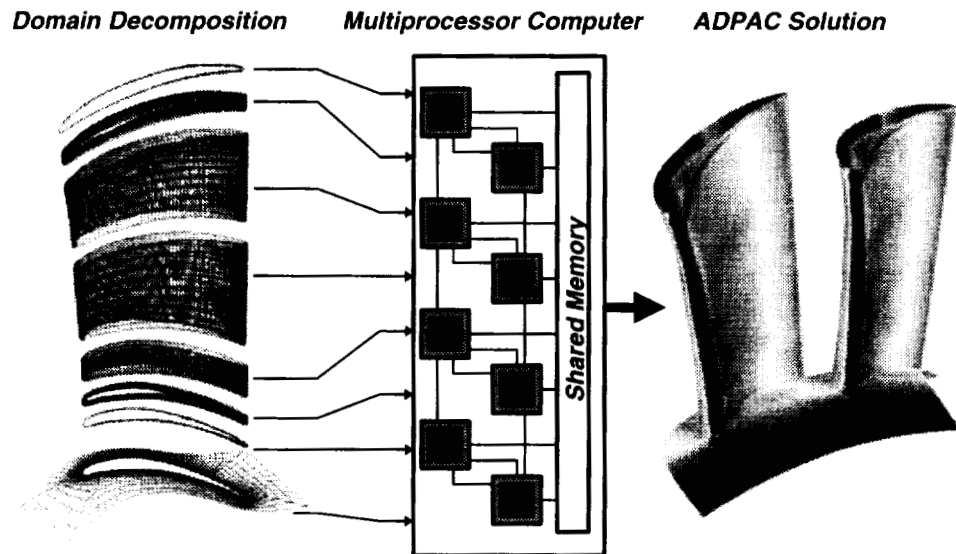 Domain Decomposition
Multiprocessor Computer
ADPAC Solution
Shared Memory